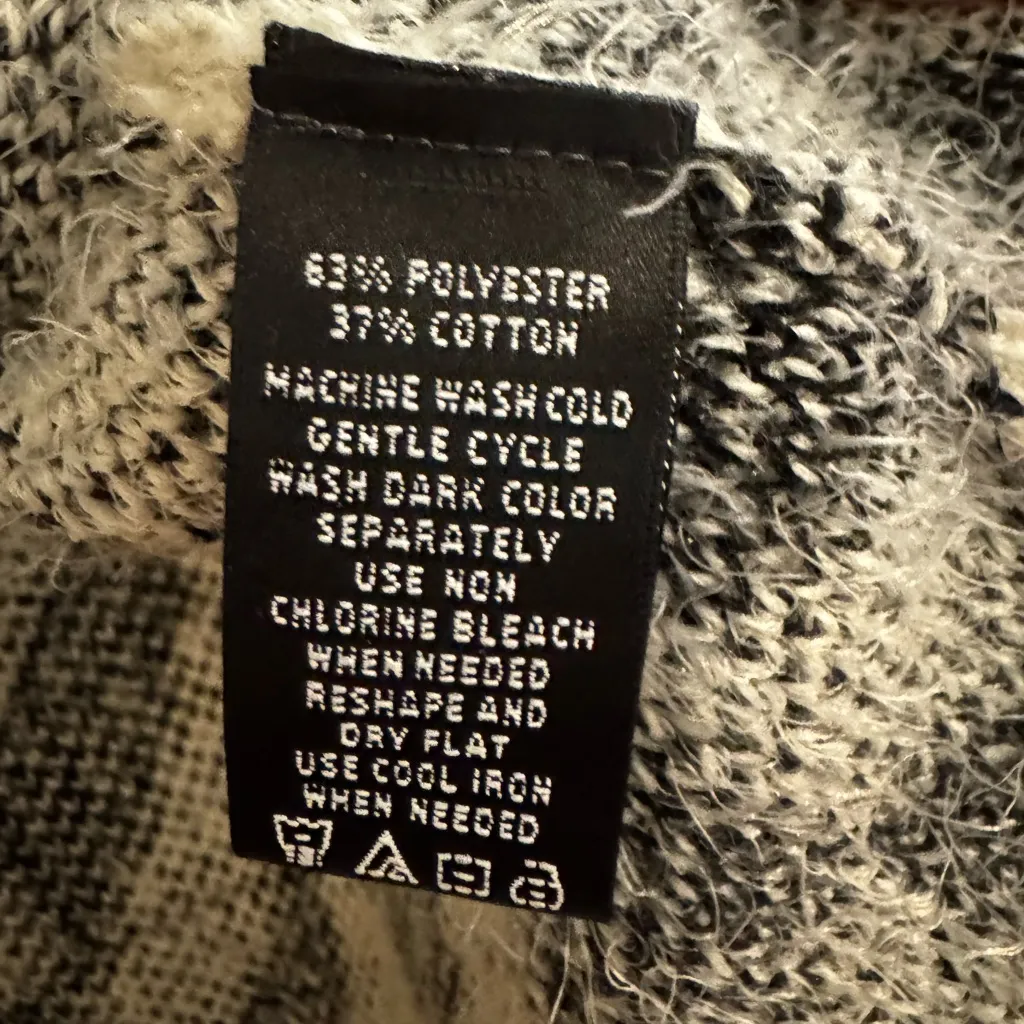 63% POLYESTER
37% COTTON
MACHINE WASH COLD
GENTLE CYCLE
WASH DARK COLOR
SEPARATELY
USE NON
CHLORINE BLEACH
WHEN NEEDED
RESHAPE AND
DRY FLAT
USE COOL IRON
WHEN NEEDED